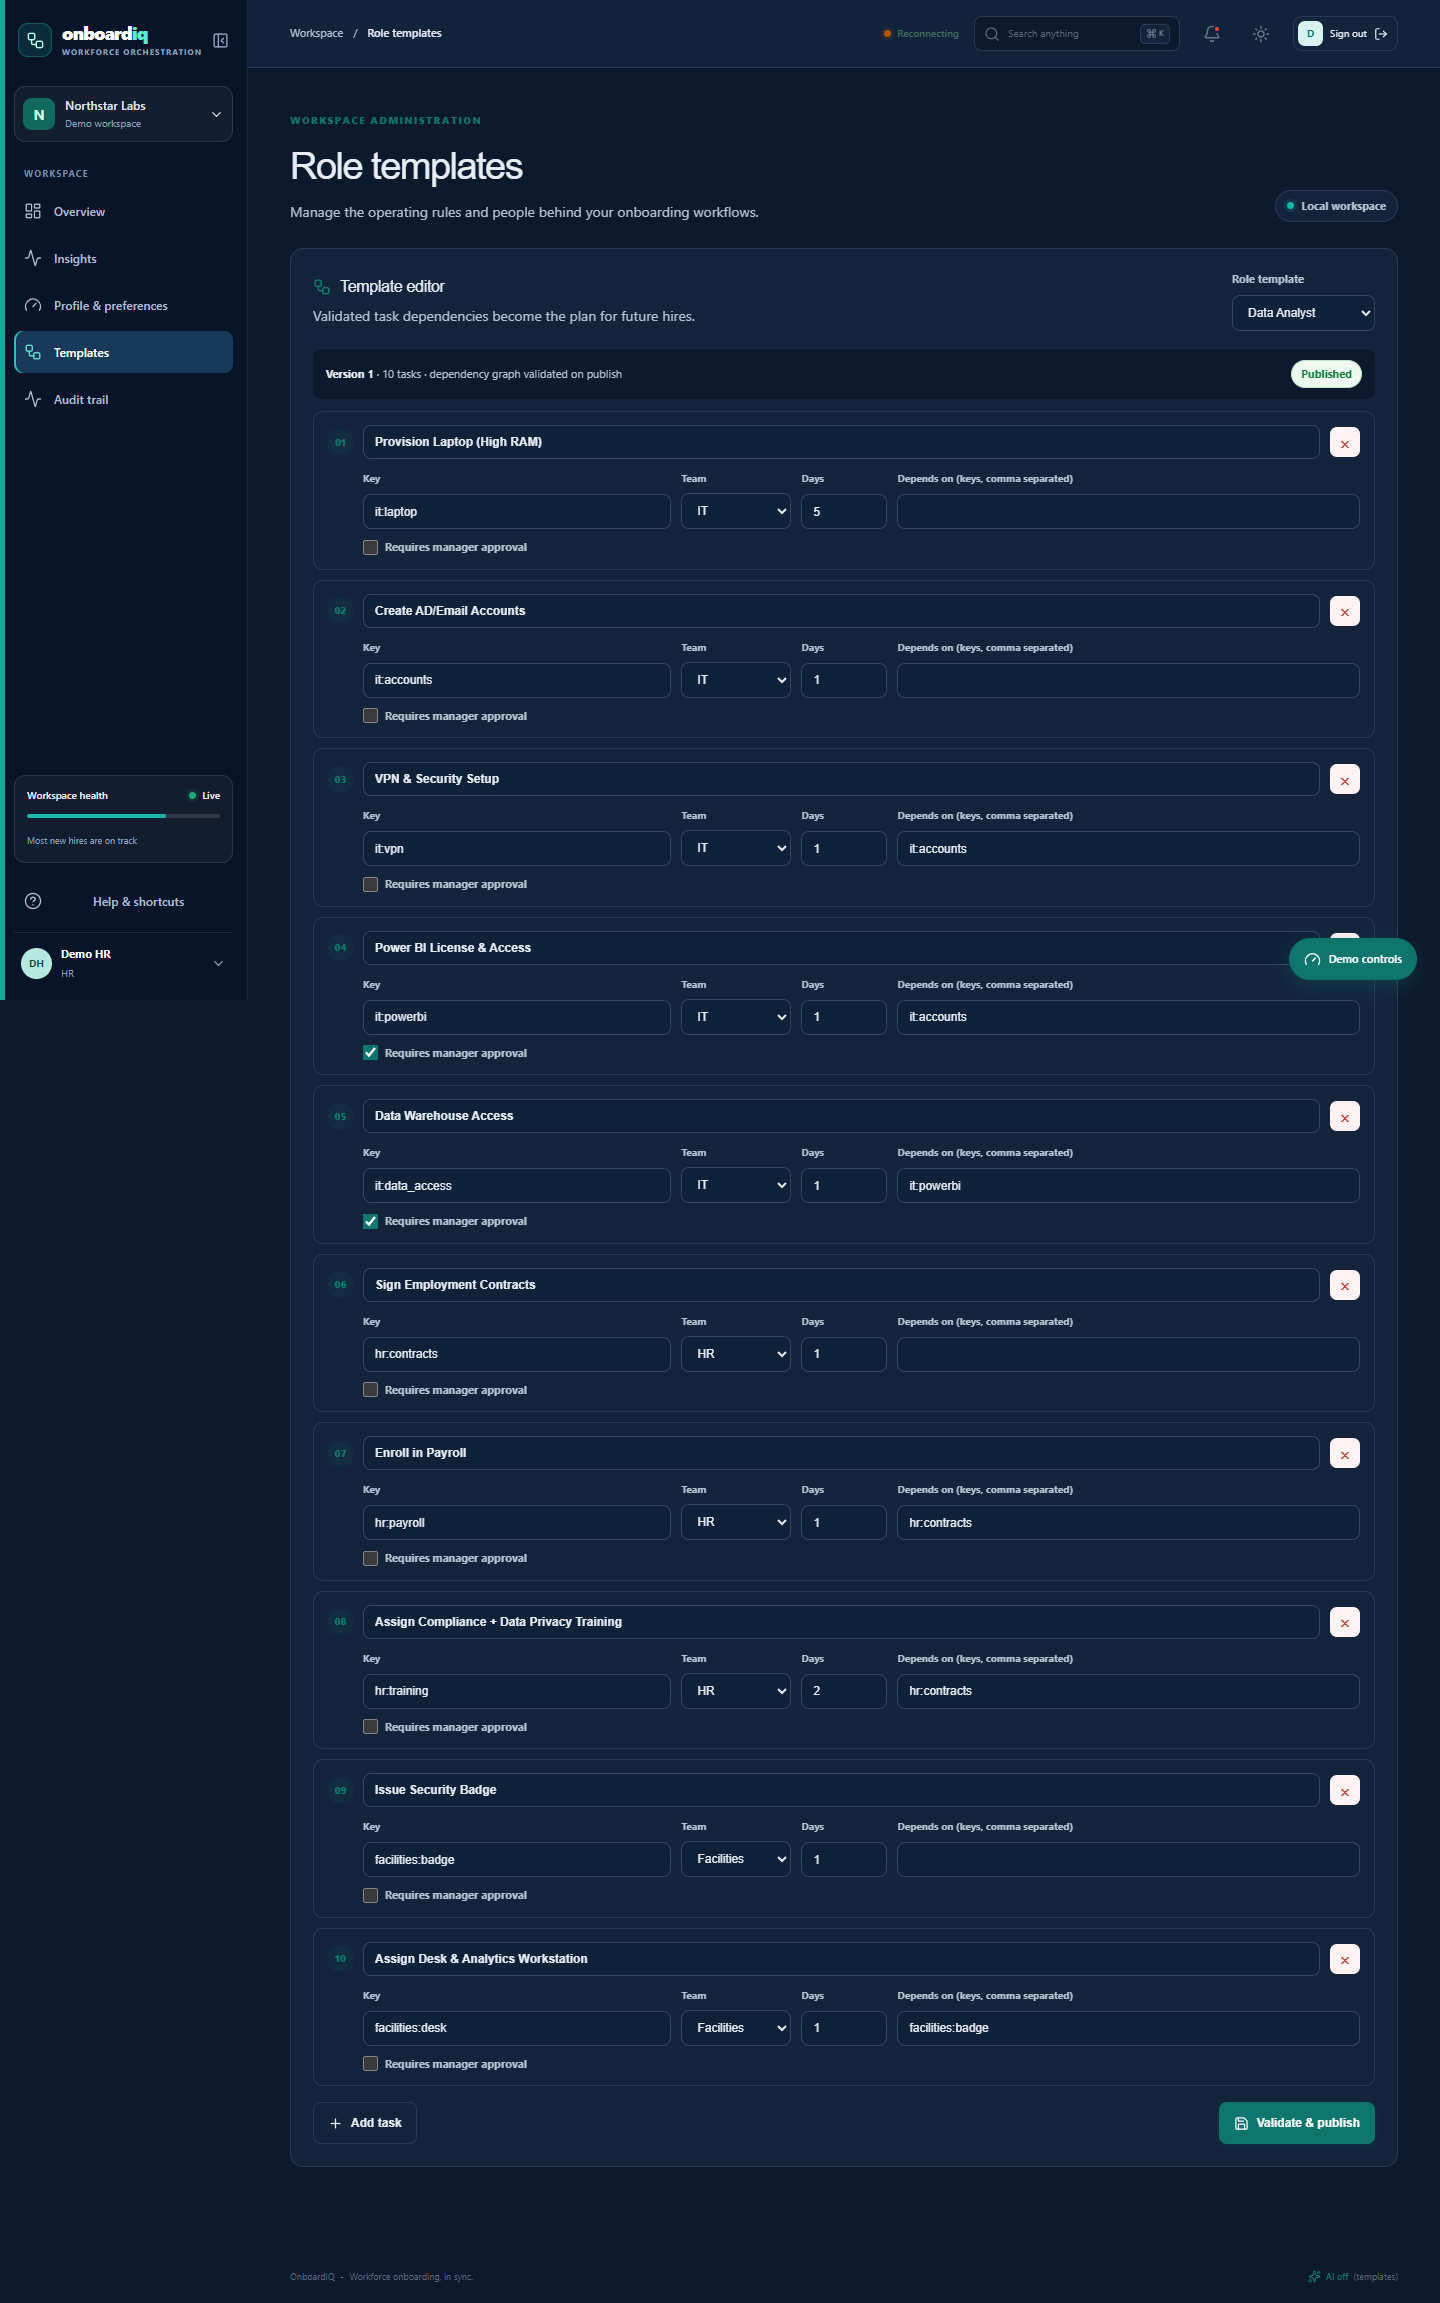 onboardiq
WORKFORCE ORCHESTRATION
N
Northstar Labs
Demo workspace
WORKSPACE
Overview
Insights
Profile & preferences
Templates
Audit trail
Workspace health
Live
Most new hires are on track
Help & shortcuts
DH
Demo HR
HR
Workspace / Role templates
Reconnecting
Search anything
⌘K
D
Sign out
WORKSPACE ADMINISTRATION
Role templates
Manage the operating rules and people behind your onboarding workflows.
Local workspace
Template editor
Validated task dependencies become the plan for future hires.
Role template
Data Analyst
Version 1 · 10 tasks · dependency graph validated on publish
Published
01
Provision Laptop (High RAM)
Key
Team
Days
Depends on (keys, comma separated)
it:laptop
IT
5
Requires manager approval
02
Create AD/Email Accounts
Key
Team
Days
Depends on (keys, comma separated)
it:accounts
IT
1
Requires manager approval
03
VPN & Security Setup
Key
Team
Days
Depends on (keys, comma separated)
it:vpn
IT
1
it:accounts
Requires manager approval
04
Power BI License & Access
Demo controls
Key
Team
Days
Depends on (keys, comma separated)
it:powerbi
IT
1
it:accounts
Requires manager approval
05
Data Warehouse Access
Key
Team
Days
Depends on (keys, comma separated)
it:data_access
IT
1
it:powerbi
Requires manager approval
06
Sign Employment Contracts
Key
Team
Days
Depends on (keys, comma separated)
hr:contracts
HR
1
Requires manager approval
07
Enroll in Payroll
Key
Team
Days
Depends on (keys, comma separated)
hr:payroll
HR
1
hr:contracts
Requires manager approval
08
Assign Compliance + Data Privacy Training
Key
Team
Days
Depends on (keys, comma separated)
hr:training
HR
2
hr:contracts
Requires manager approval
09
Issue Security Badge
Key
Team
Days
Depends on (keys, comma separated)
facilities:badge
Facilities
1
Requires manager approval
10
Assign Desk & Analytics Workstation
Key
Team
Days
Depends on (keys, comma separated)
facilities:desk
Facilities
1
facilities:badge
Requires manager approval
Add task
Validate & publish
OnboardIQ · Workforce onboarding, in sync.
AI off (templates)